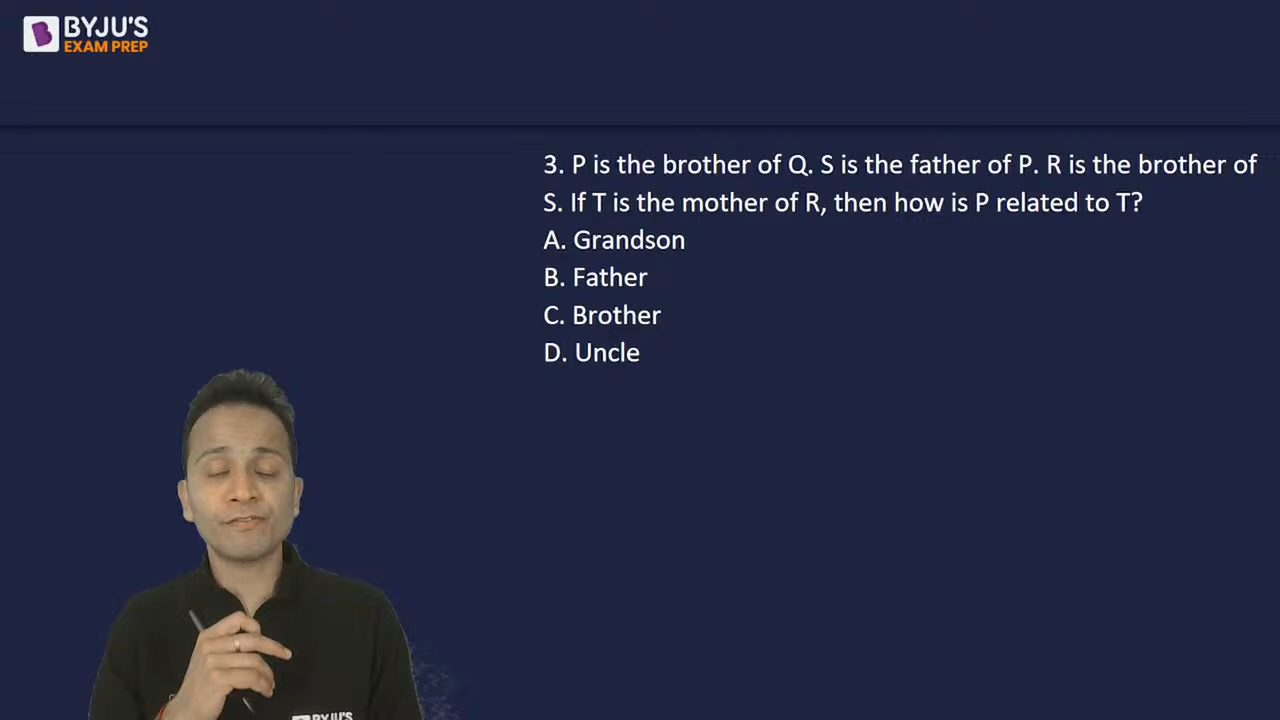 BYJU'S
EXAM PREP
3. P is the brother of Q. S is the father of P. R is the brother of
S. If T is the mother of R, then how is P related to T?
A. Grandson
B. Father
C. Brother
D. Uncle
BYJU'S